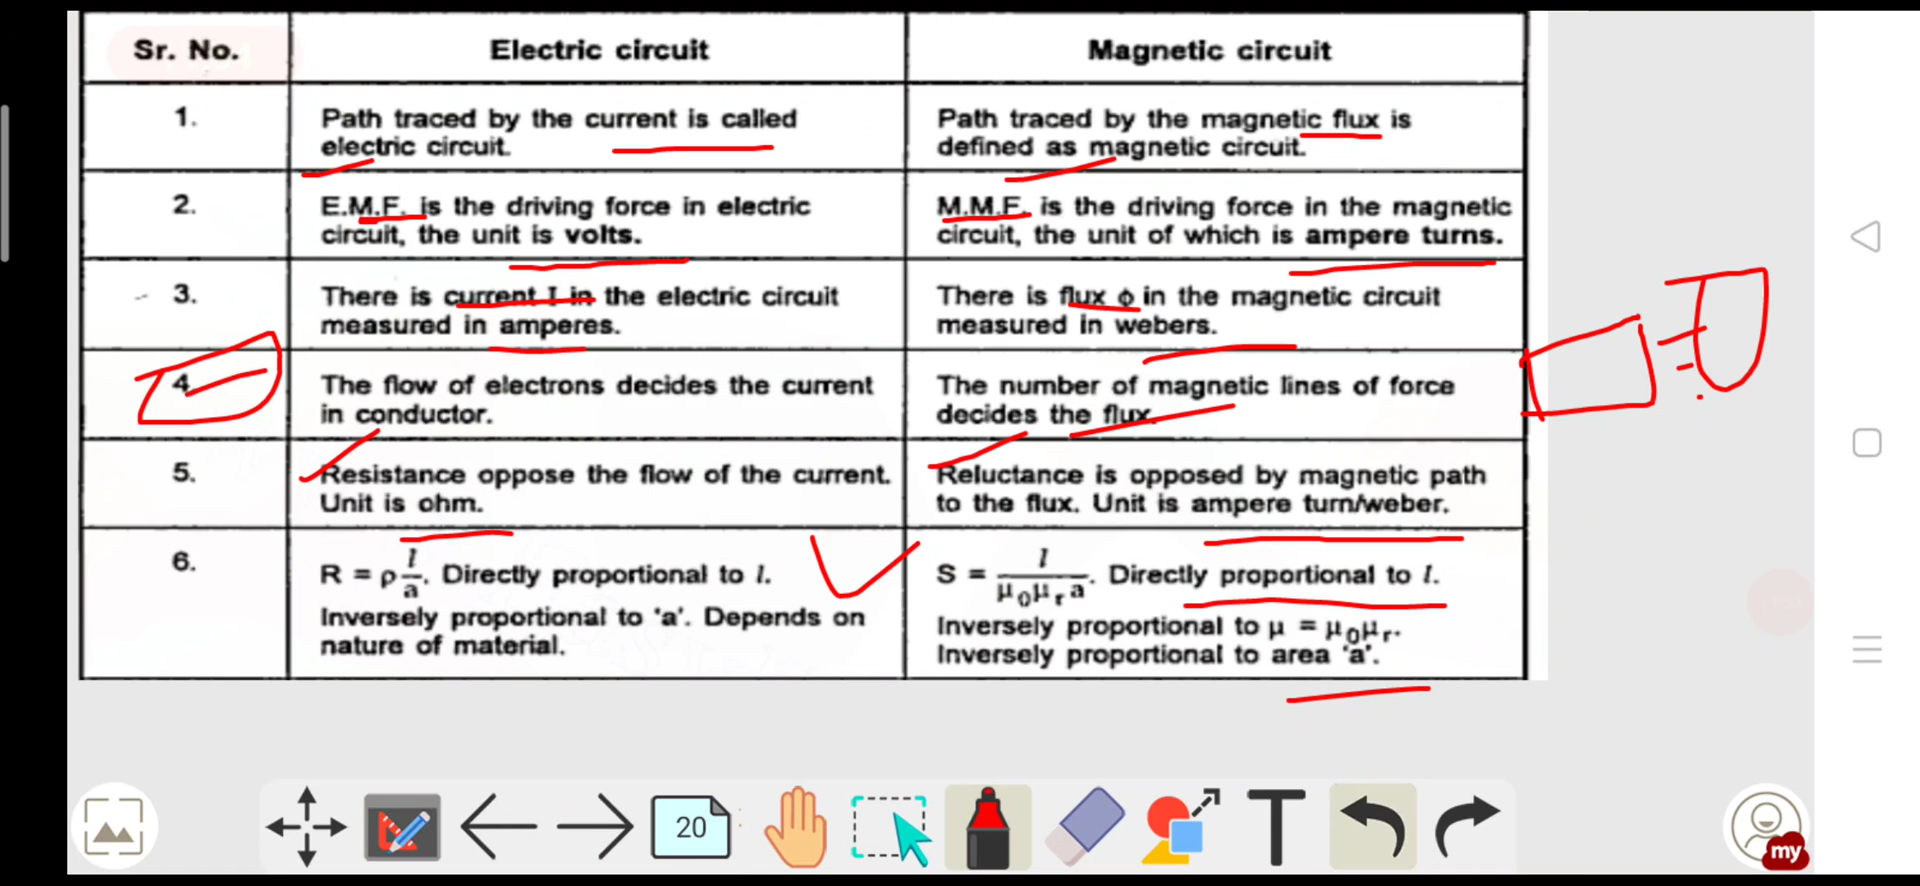 Sr. No.
Electric circuit
Magnetic circuit
1.
Path traced by the current is called
electric circuit.
Path traced by the magnetic flux is
defined as magnetic circuit.
2.
E.M.F. is the driving force in electric
circuit, the unit is volts.
M.M.F. is the driving force in the magnetic
circuit, the unit of which is ampere turns.
3.
There is current I in the electric circuit
measured in amperes.
There is flux ϕ in the magnetic circuit
measured in webers.
4.
The flow of electrons decides the current
in conductor.
The number of magnetic lines of force
decides the flux.
5.
Resistance oppose the flow of the current.
Unit is ohm.
Reluctance is opposed by magnetic path
to the flux. Unit is ampere turn/weber.
6.
R = ρ l/a. Directly proportional to l.
Inversely proportional to 'a'. Depends on
nature of material.
S = l/μ₀μᵣa. Directly proportional to l.
Inversely proportional to μ = μ₀μᵣ.
Inversely proportional to area 'a'.
20
T
my